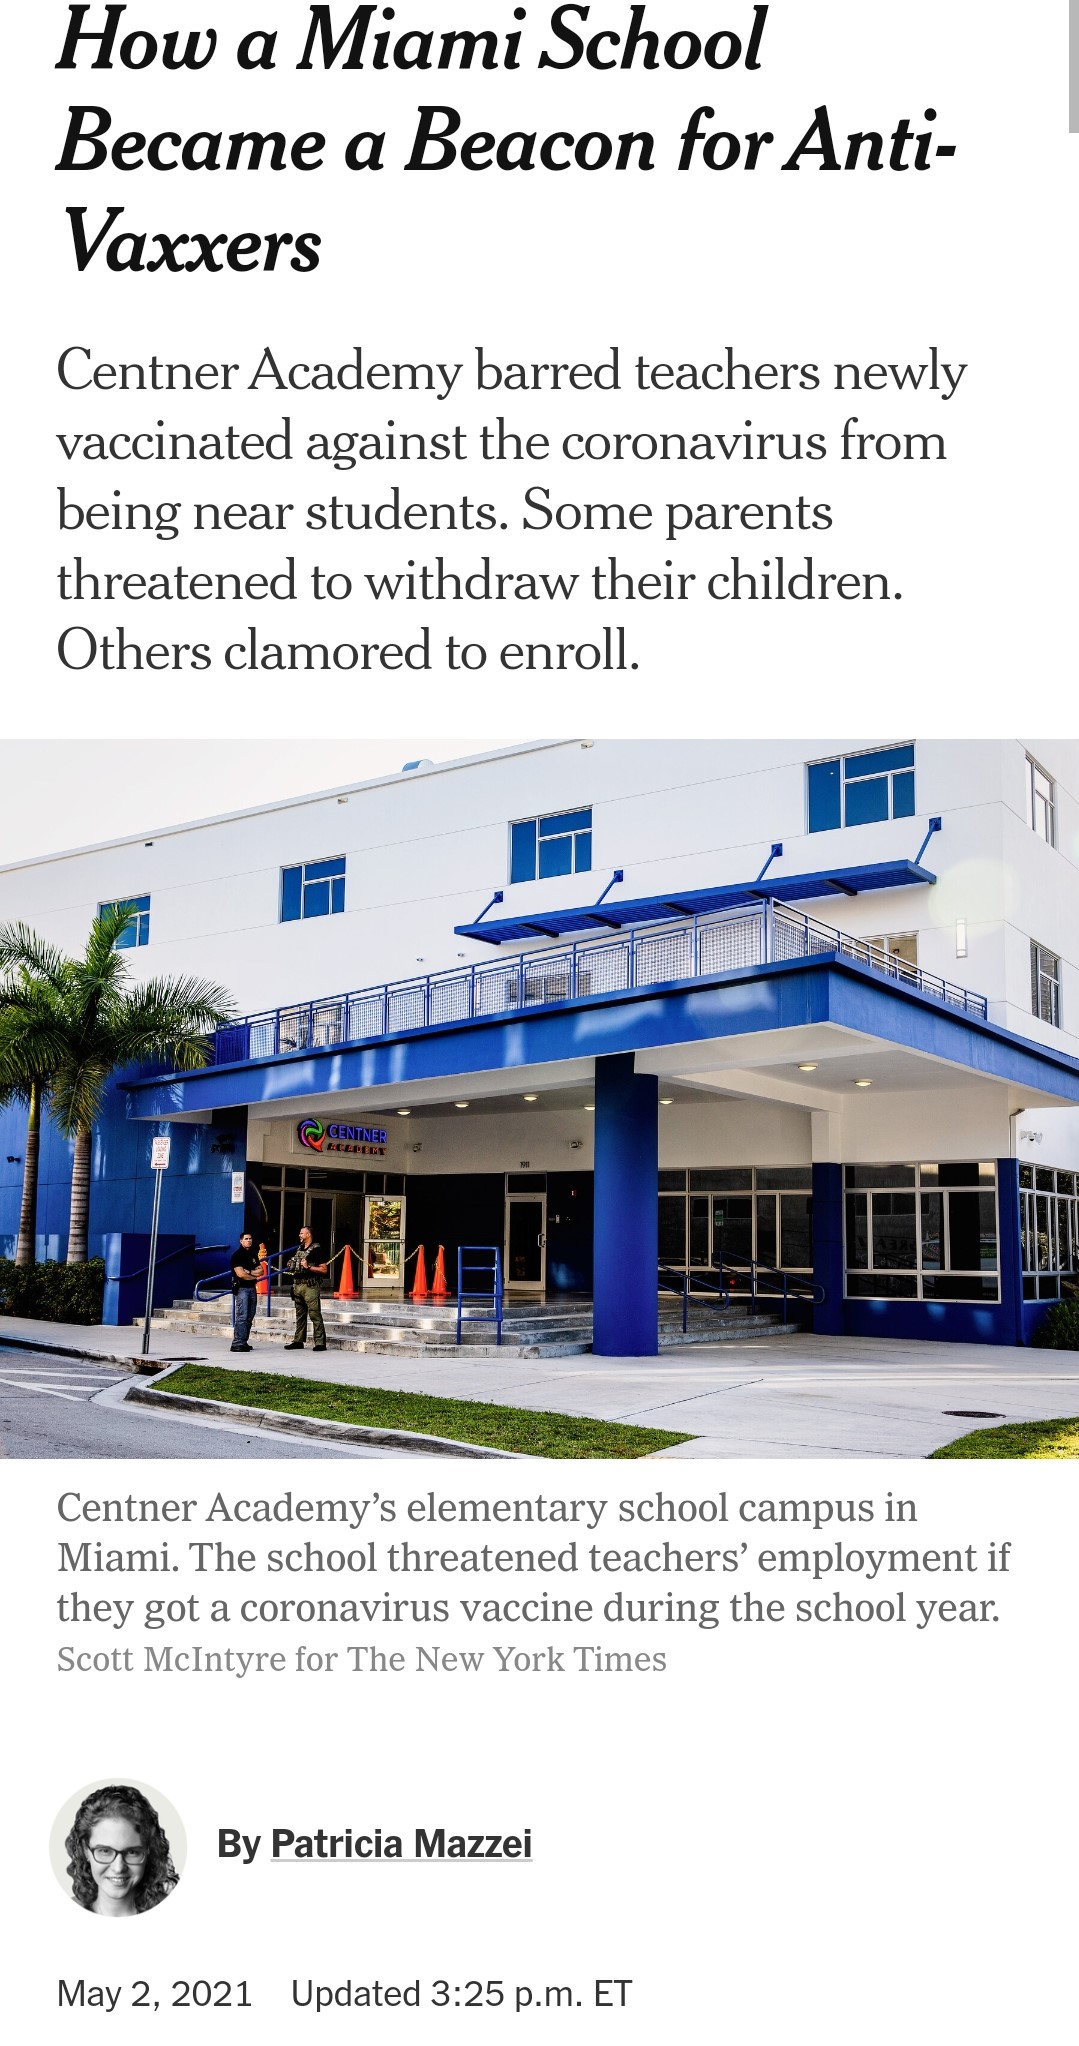 How a Miami School
Became a Beacon for Anti-
Vaxxers
Centner Academy barred teachers newly
vaccinated against the coronavirus from
being near students. Some parents
threatened to withdraw their children.
Others clamored to enroll.
CENTNER
ACADEMY
1911
Centner Academy’s elementary school campus in
Miami. The school threatened teachers’ employment if
they got a coronavirus vaccine during the school year.
Scott McIntyre for The New York Times
By Patricia Mazzei
May 2, 2021 Updated 3:25 p.m. ET